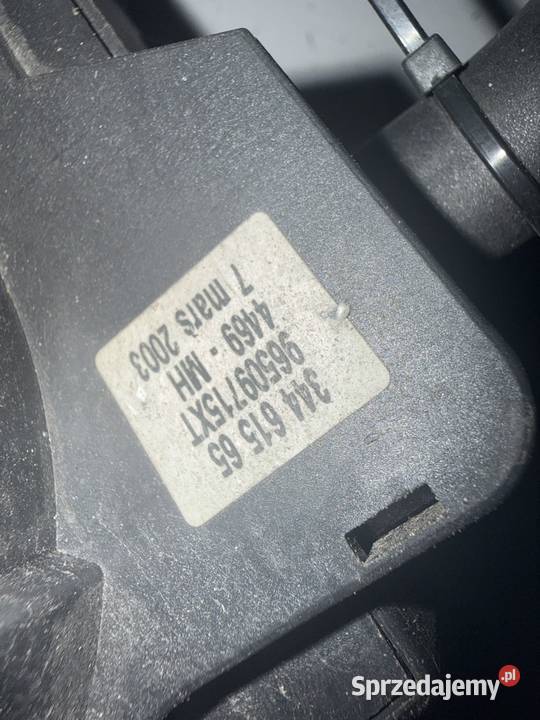 344 615 65
96509715XT
4469 - MH
7 mars 2003
Sprzedajemy.pl